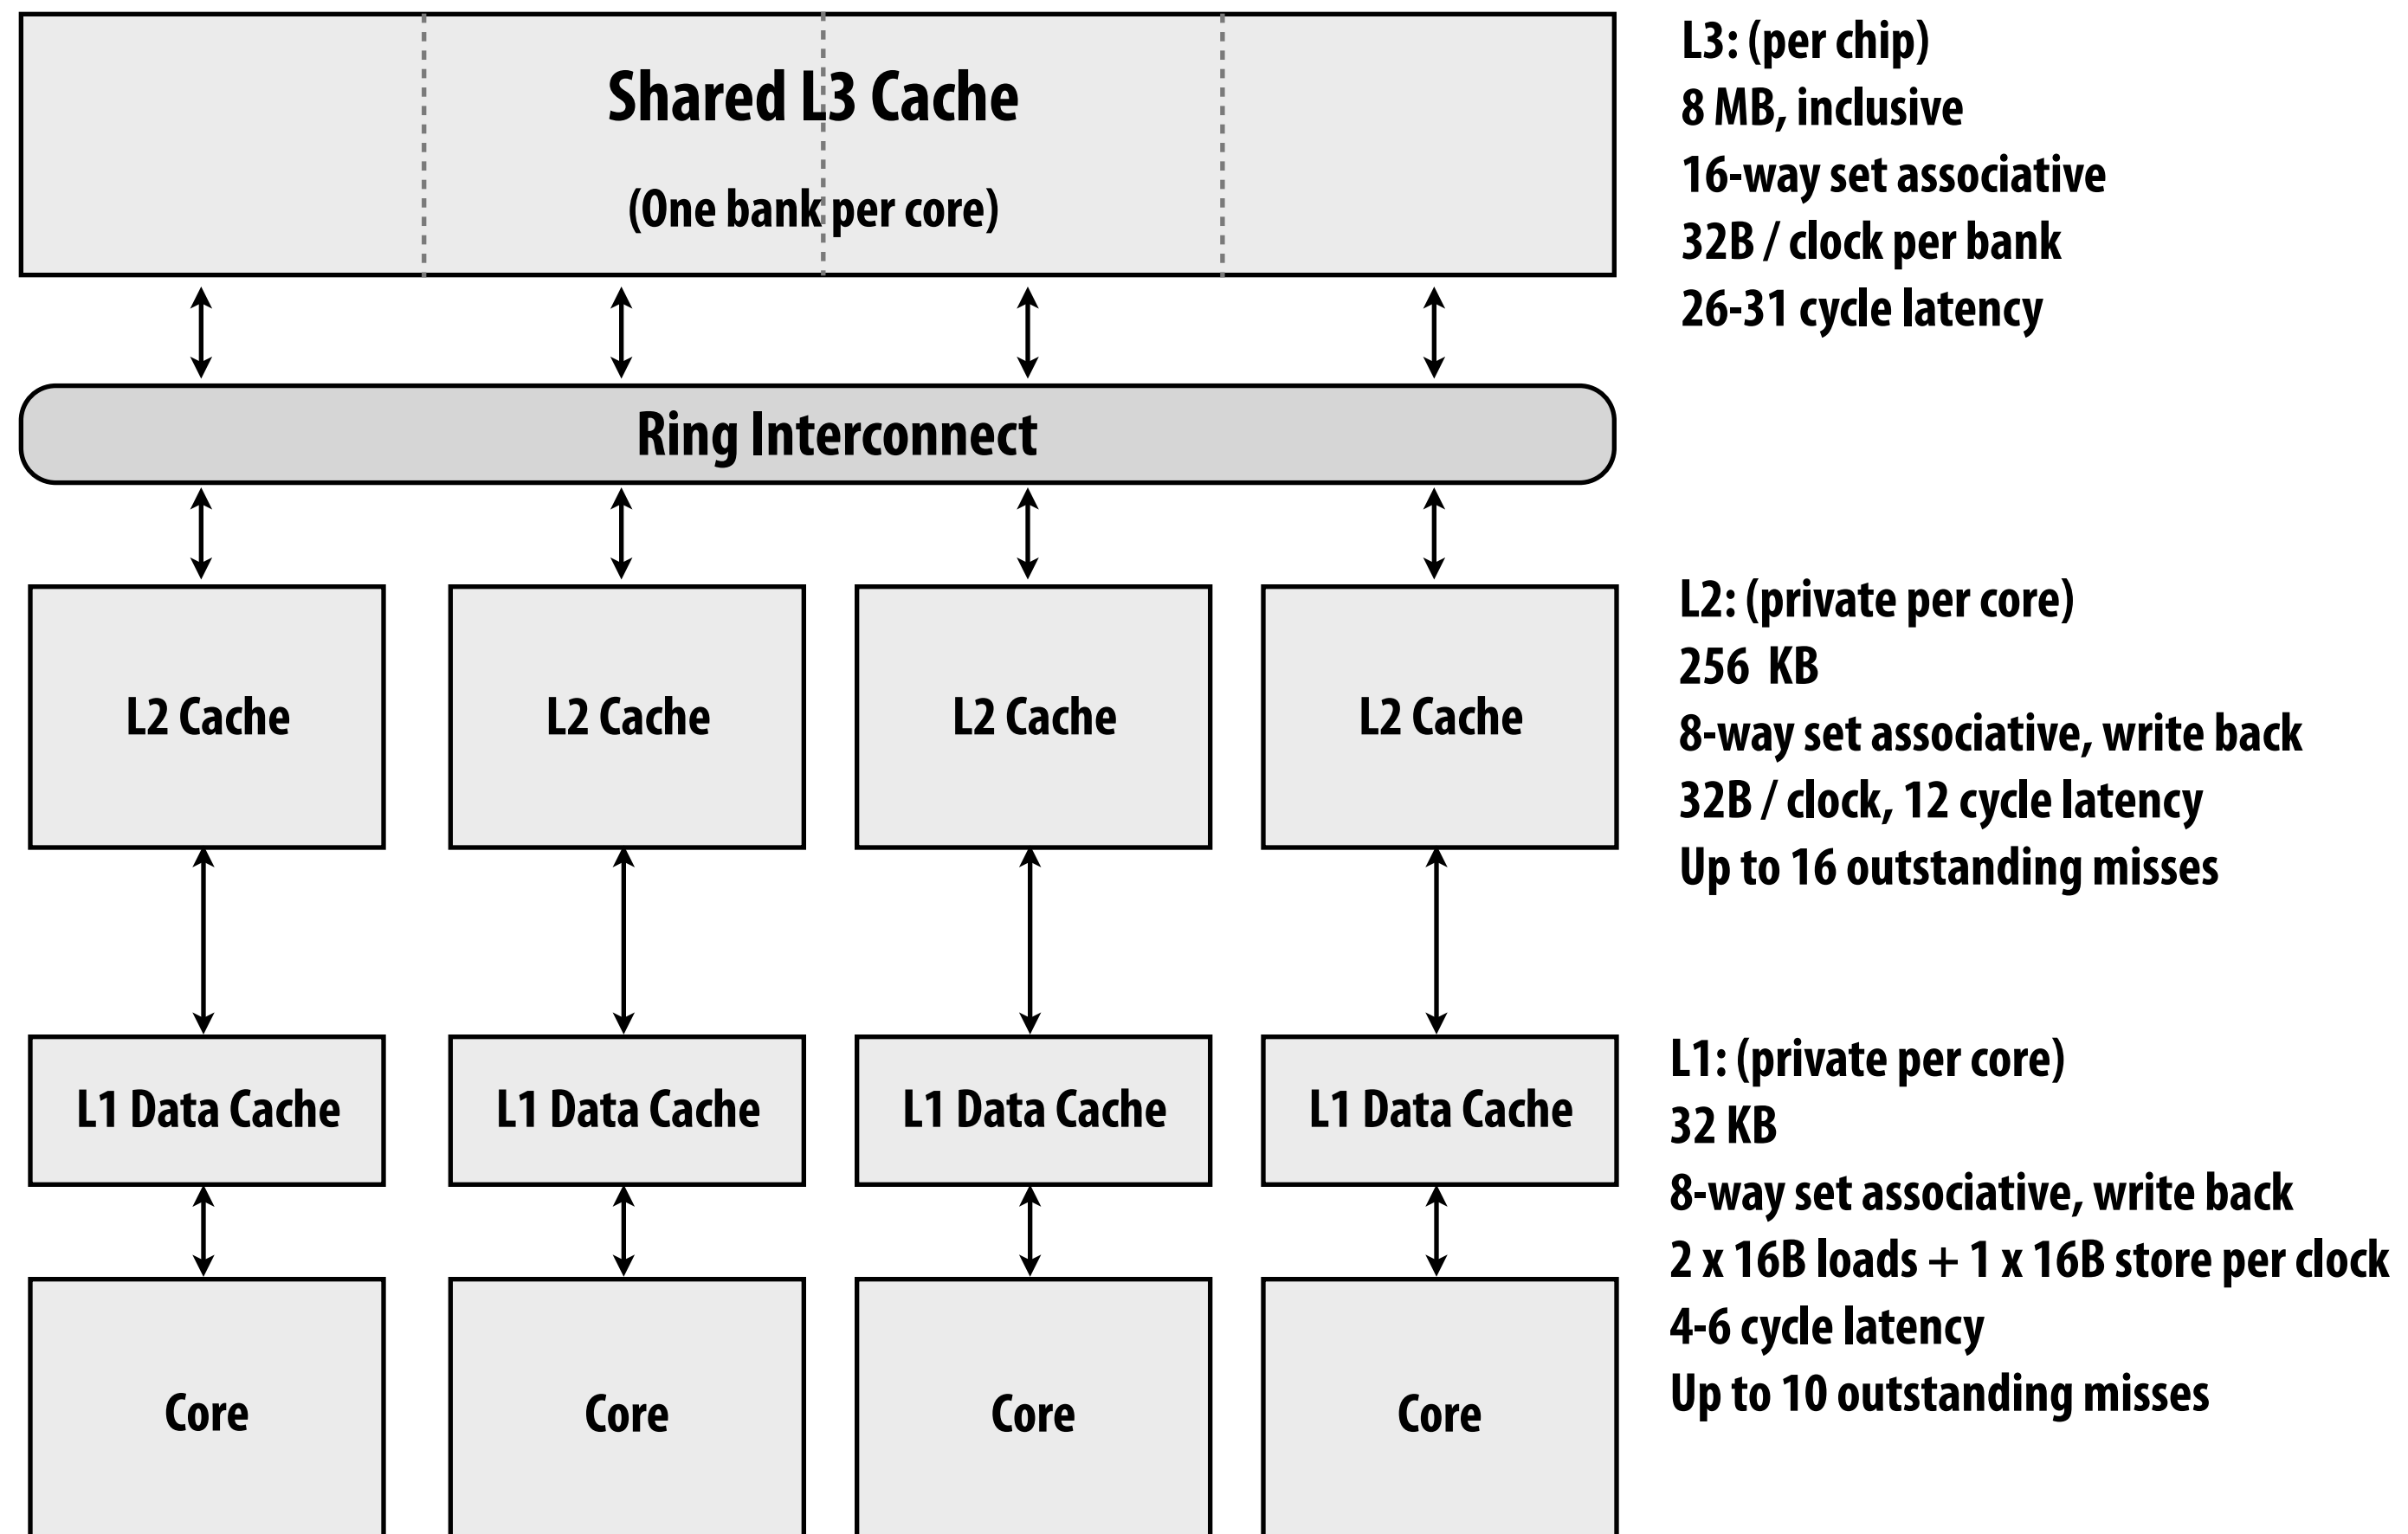 Shared L3 Cache
(One bank per core)
L3: (per chip)
8 MB, inclusive
16-way set associative
32B / clock per bank
26-31 cycle latency
Ring Interconnect
L2 Cache
L2 Cache
L2 Cache
L2 Cache
L2: (private per core)
256 KB
8-way set associative, write back
32B / clock, 12 cycle latency
Up to 16 outstanding misses
L1 Data Cache
L1 Data Cache
L1 Data Cache
L1 Data Cache
L1: (private per core)
32 KB
8-way set associative, write back
2 x 16B loads + 1 x 16B store per clock
4-6 cycle latency
Up to 10 outstanding misses
Core
Core
Core
Core